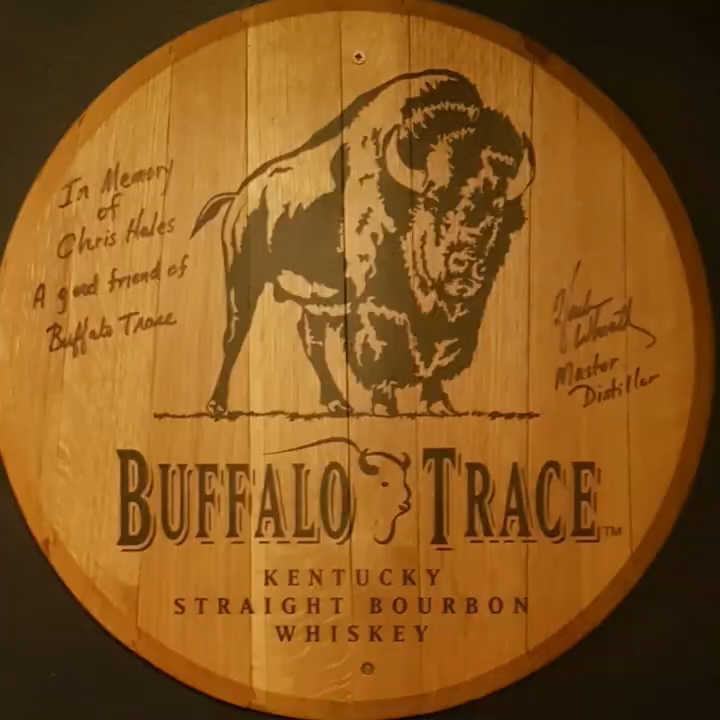 In Memory
of
Chris Hales
A good friend of
Buffalo Trace
Master
Distiller
BUFFALO TRACE™
KENTUCKY
STRAIGHT BOURBON
WHISKEY